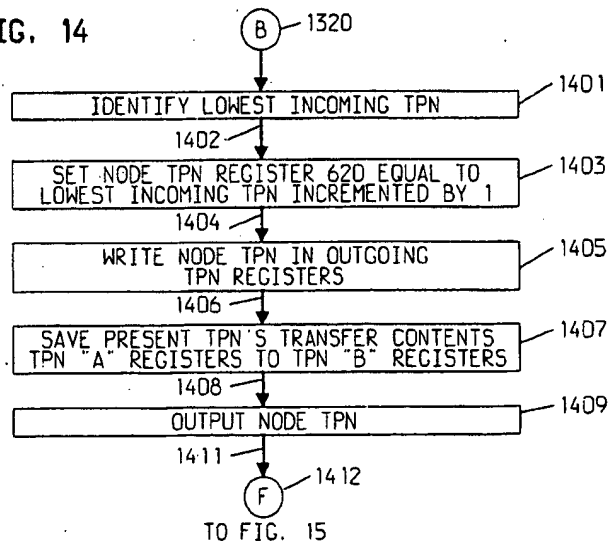 IG. 14
B
1320
IDENTIFY LOWEST INCOMING TPN
1401
1402
SET NODE TPN REGISTER 620 EQUAL TO
LOWEST INCOMING TPN INCREMENTED BY 1
1403
1404
WRITE NODE TPN IN OUTGOING
TPN REGISTERS
1405
1406
SAVE PRESENT TPN'S TRANSFER CONTENTS
TPN "A" REGISTERS TO TPN "B" REGISTERS
1407
1408
OUTPUT NODE TPN
1409
1411
F
1412
TO FIG. 15